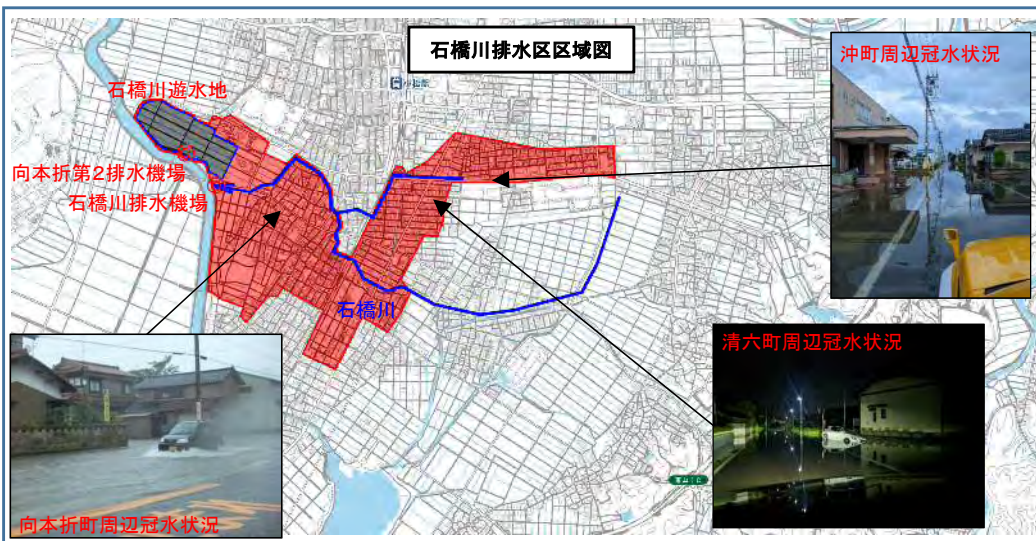 石橋川排水区区域図
沖町周辺冠水状況
石橋川遊水地
向本折第2排水機場
石橋川排水機場
石橋川
清六町周辺冠水状況
向本折町周辺冠水状況